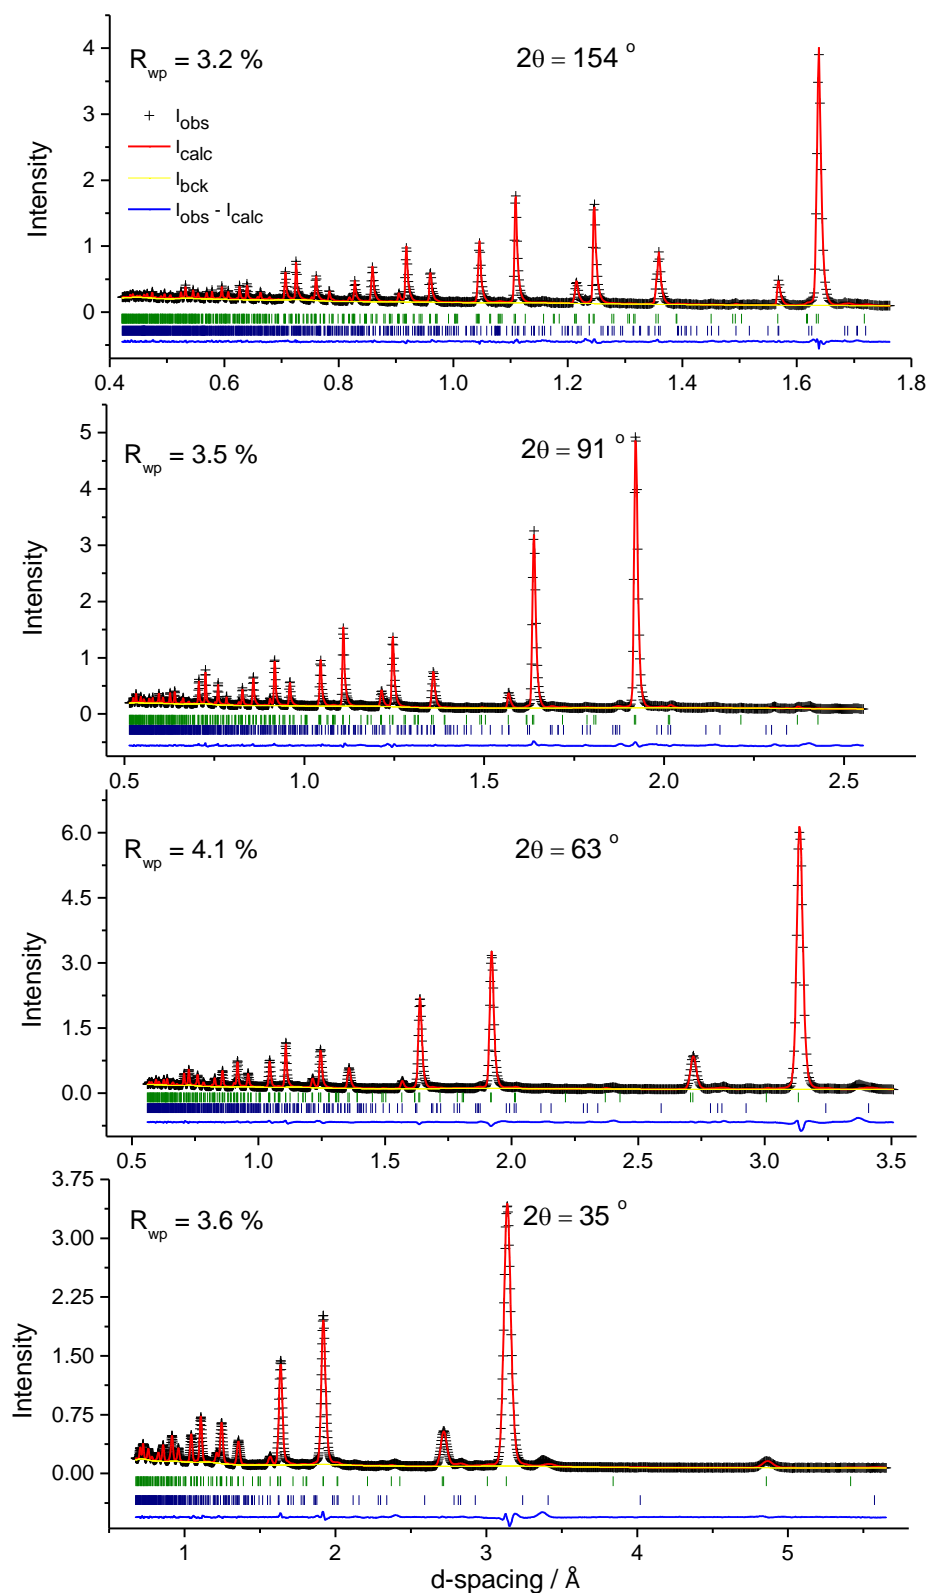 R_wp = 3.2 %
2θ = 154 °
I_obs
I_calc
I_bck
I_obs - I_calc
Intensity
4
3
2
1
0
0.4 0.6 0.8 1.0 1.2 1.4 1.6 1.8
R_wp = 3.5 %
2θ = 91 °
Intensity
5
4
3
2
1
0
0.5 1.0 1.5 2.0 2.5
R_wp = 4.1 %
2θ = 63 °
Intensity
6.0
4.5
3.0
1.5
0.0
0.5 1.0 1.5 2.0 2.5 3.0 3.5
R_wp = 3.6 %
2θ = 35 °
Intensity
3.75
3.00
2.25
1.50
0.75
0.00
1 2 3 4 5
d-spacing / Å